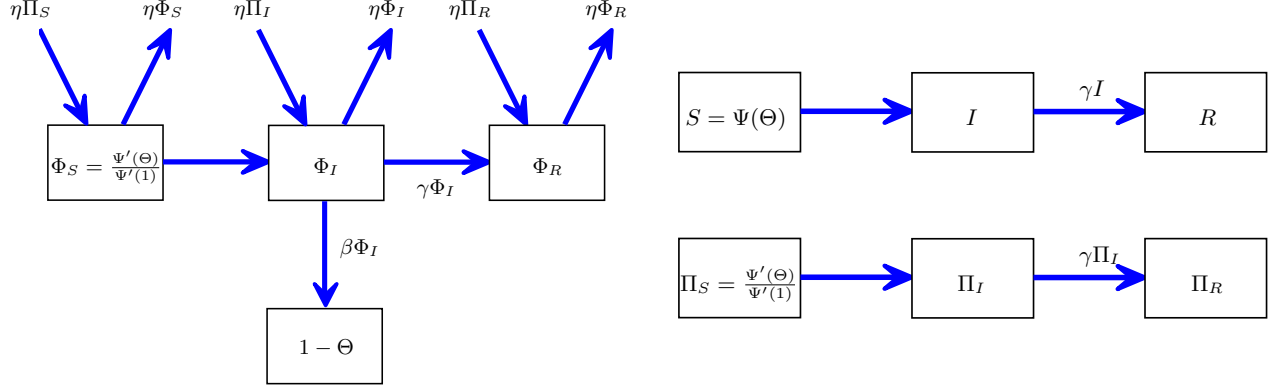 ηΠ_S ηΦ_S ηΠ_I ηΦ_I ηΠ_R ηΦ_R
Φ_S = Ψ′(Θ)/Ψ′(1) Φ_I Φ_R
γΦ_I
βΦ_I
1 − Θ
γI
S = Ψ(Θ) I R
γΠ_I
Π_S = Ψ′(Θ)/Ψ′(1) Π_I Π_R